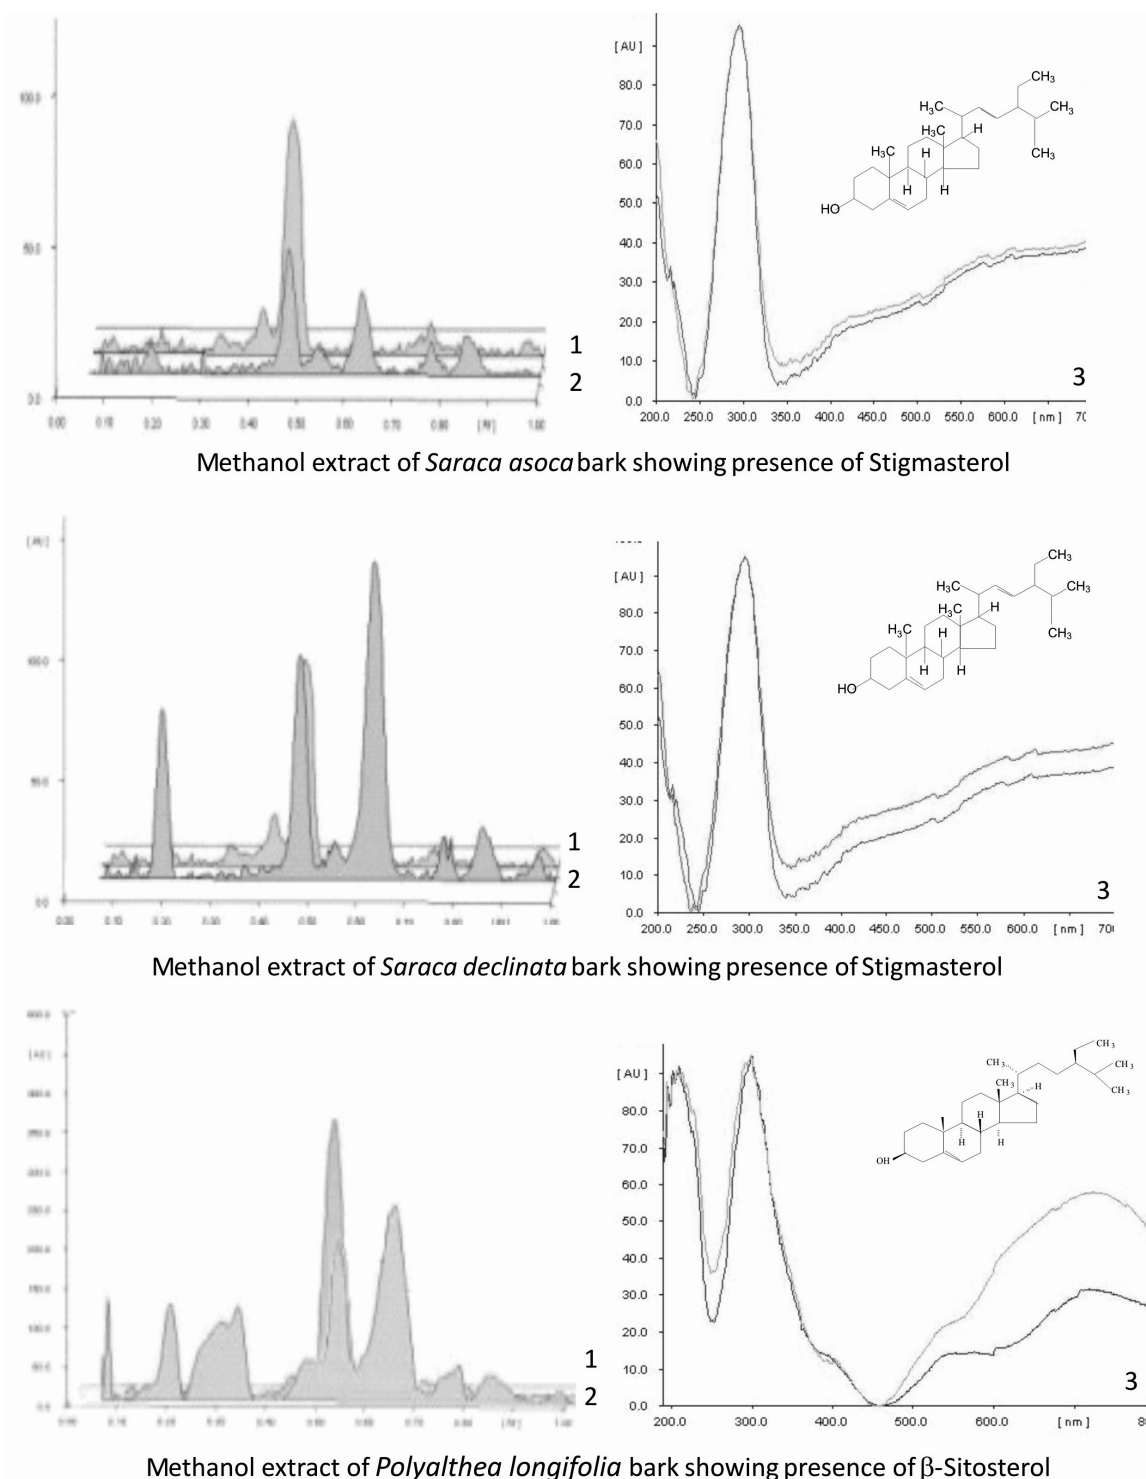 [AU]
80.0
70.0
60.0
50.0
40.0
30.0
20.0
10.0
0.0
200.0 250.0 300.0 350.0 400.0 450.0 500.0 550.0 600.0 [nm] 70
CH₃
H₃C CH₃
H₃C H
H₃C H CH₃
H H
HO
100.0
50.0
0.0
0.00 0.10 0.20 0.30 0.40 0.50 0.60 0.70 0.80 1.00
1
2
3
Methanol extract of Saraca asoca bark showing presence of Stigmasterol
[AU]
100.0
50.0
0.0
1
2
[AU]
80.0
70.0
60.0
50.0
40.0
30.0
20.0
10.0
0.0
200.0 250.0 300.0 350.0 400.0 450.0 500.0 550.0 600.0 [nm] 70
CH₃
H₃C CH₃
H₃C H
H₃C H CH₃
H H
HO
3
Methanol extract of Saraca declinata bark showing presence of Stigmasterol
[AU]
1
2
[AU]
80.0
70.0
60.0
50.0
40.0
30.0
20.0
10.0
0.0
200.0 300.0 400.0 500.0 600.0 [nm] 8
CH₃
CH₃ CH₃
CH₃ H CH₃
H
H H
OH
3
Methanol extract of Polyalthea longifolia bark showing presence of β-Sitosterol